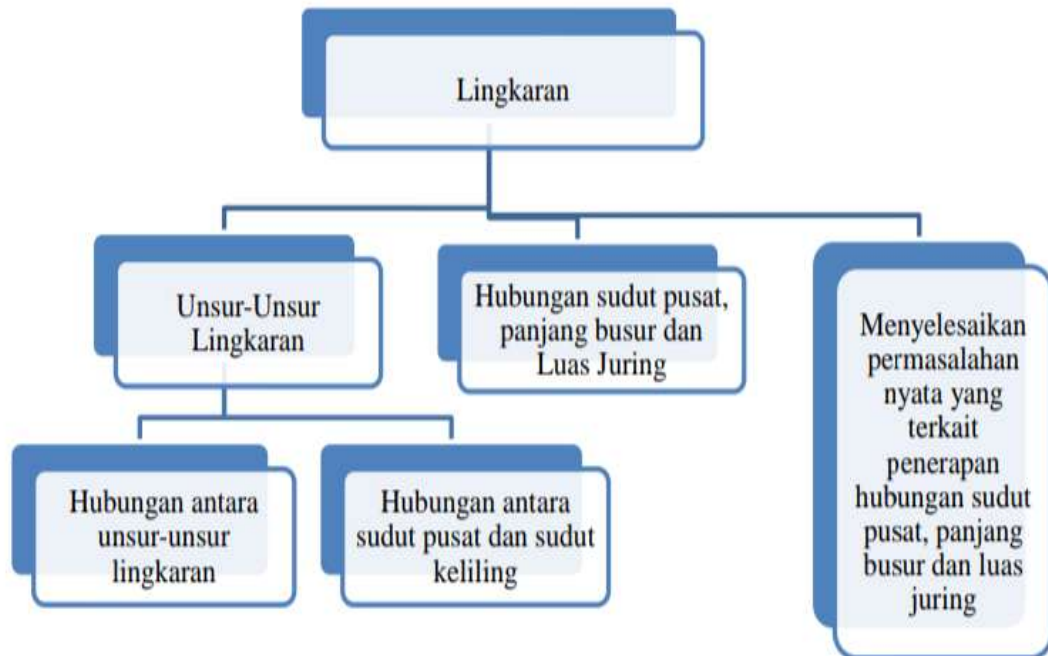 Lingkaran
Unsur-Unsur
Lingkaran
Hubungan sudut pusat,
panjang busur dan
Luas Juring
Menyelesaikan
permasalahan
nyata yang
terkait
penerapan
hubungan sudut
pusat, panjang
busur dan luas
juring
Hubungan antara
unsur-unsur
lingkaran
Hubungan antara
sudut pusat dan sudut
keliling